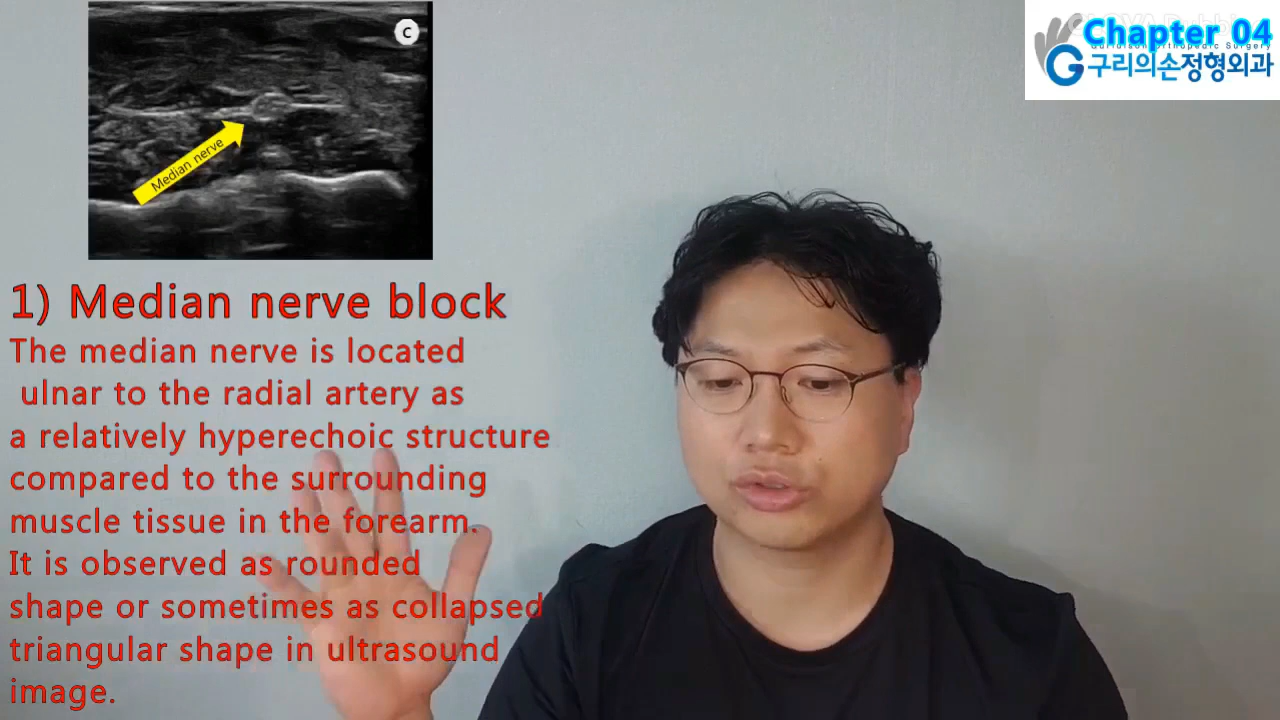 C
Median nerve
Chapter 04
구리의손정형외과
1) Median nerve block
The median nerve is located
ulnar to the radial artery as
a relatively hyperechoic structure
compared to the surrounding
muscle tissue in the forearm.
It is observed as rounded
shape or sometimes as collapsed
triangular shape in ultrasound
image.